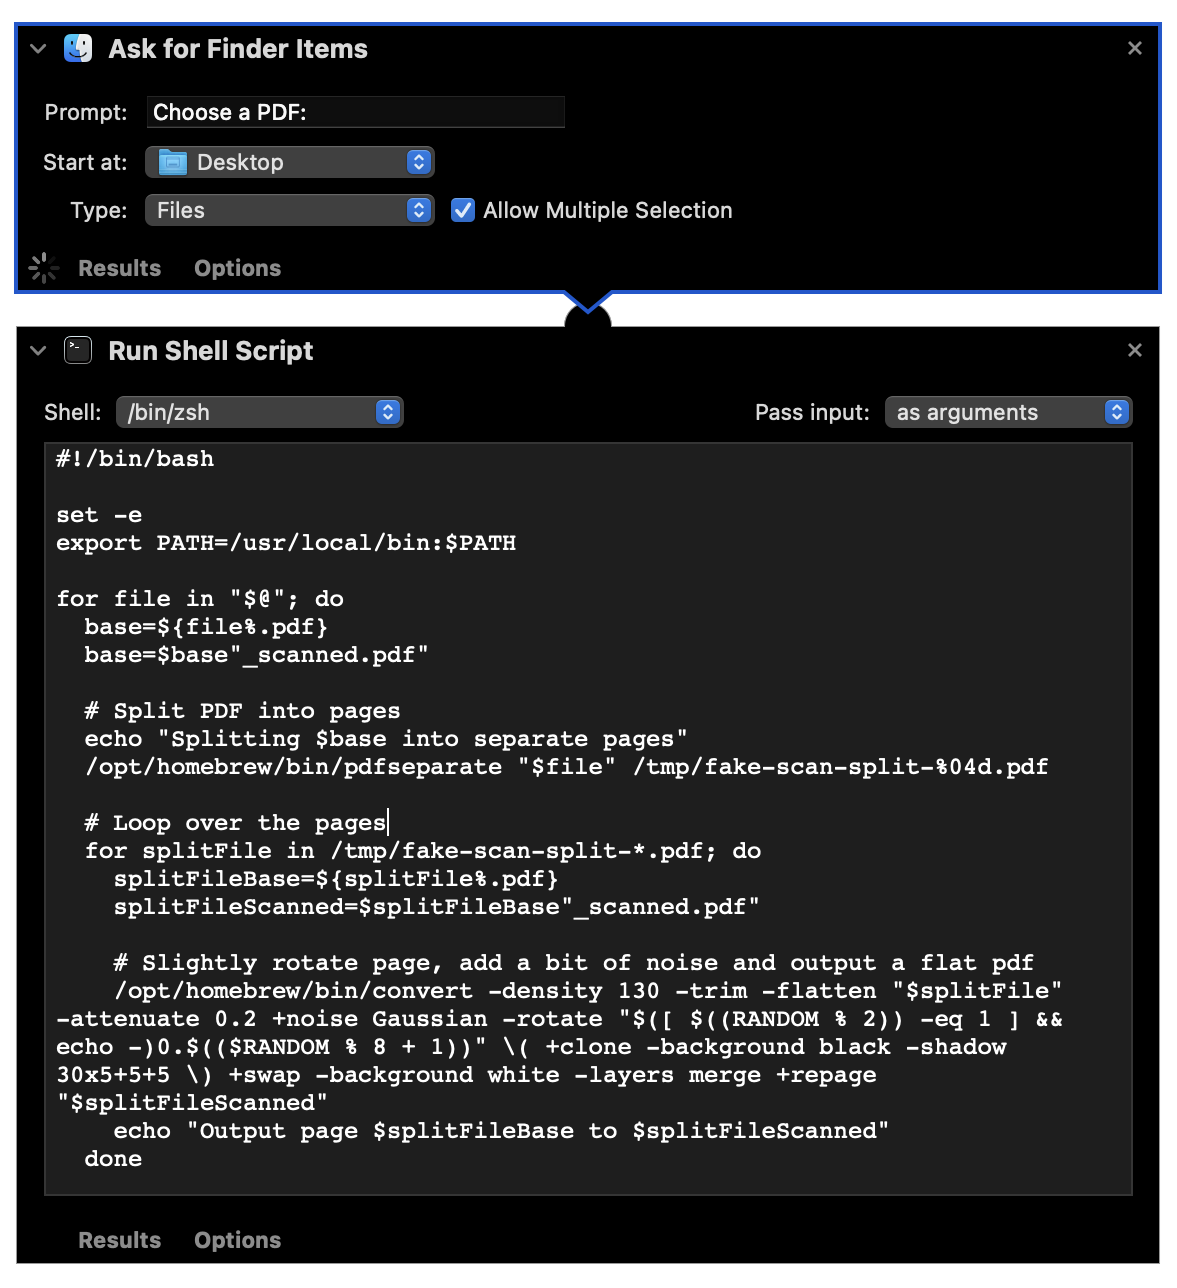 Ask for Finder Items
Prompt: Choose a PDF:
Start at: Desktop
Type: Files Allow Multiple Selection
Results Options
Run Shell Script
Shell: /bin/zsh Pass input: as arguments
#!/bin/bash
set -e
export PATH=/usr/local/bin:$PATH
for file in "$@"; do
base=${file%.pdf}
base=$base"_scanned.pdf"
# Split PDF into pages
echo "Splitting $base into separate pages"
/opt/homebrew/bin/pdfseparate "$file" /tmp/fake-scan-split-%04d.pdf
# Loop over the pages
for splitFile in /tmp/fake-scan-split-*.pdf; do
splitFileBase=${splitFile%.pdf}
splitFileScanned=$splitFileBase"_scanned.pdf"
# Slightly rotate page, add a bit of noise and output a flat pdf
/opt/homebrew/bin/convert -density 130 -trim -flatten "$splitFile"
-attenuate 0.2 +noise Gaussian -rotate "$([ $((RANDOM % 2)) -eq 1 ] &&
echo -)0.$(($RANDOM % 8 + 1))" \( +clone -background black -shadow
30x5+5+5 \) +swap -background white -layers merge +repage
"$splitFileScanned"
echo "Output page $splitFileBase to $splitFileScanned"
done
Results Options